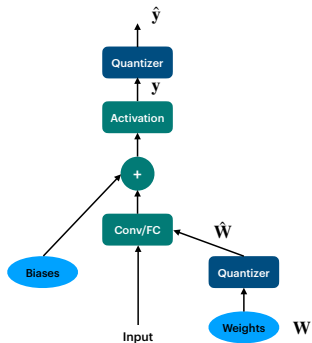 ŷ
Quantizer
y
Activation
+
Conv/FC
Ŵ
Biases
Quantizer
Input
Weights W